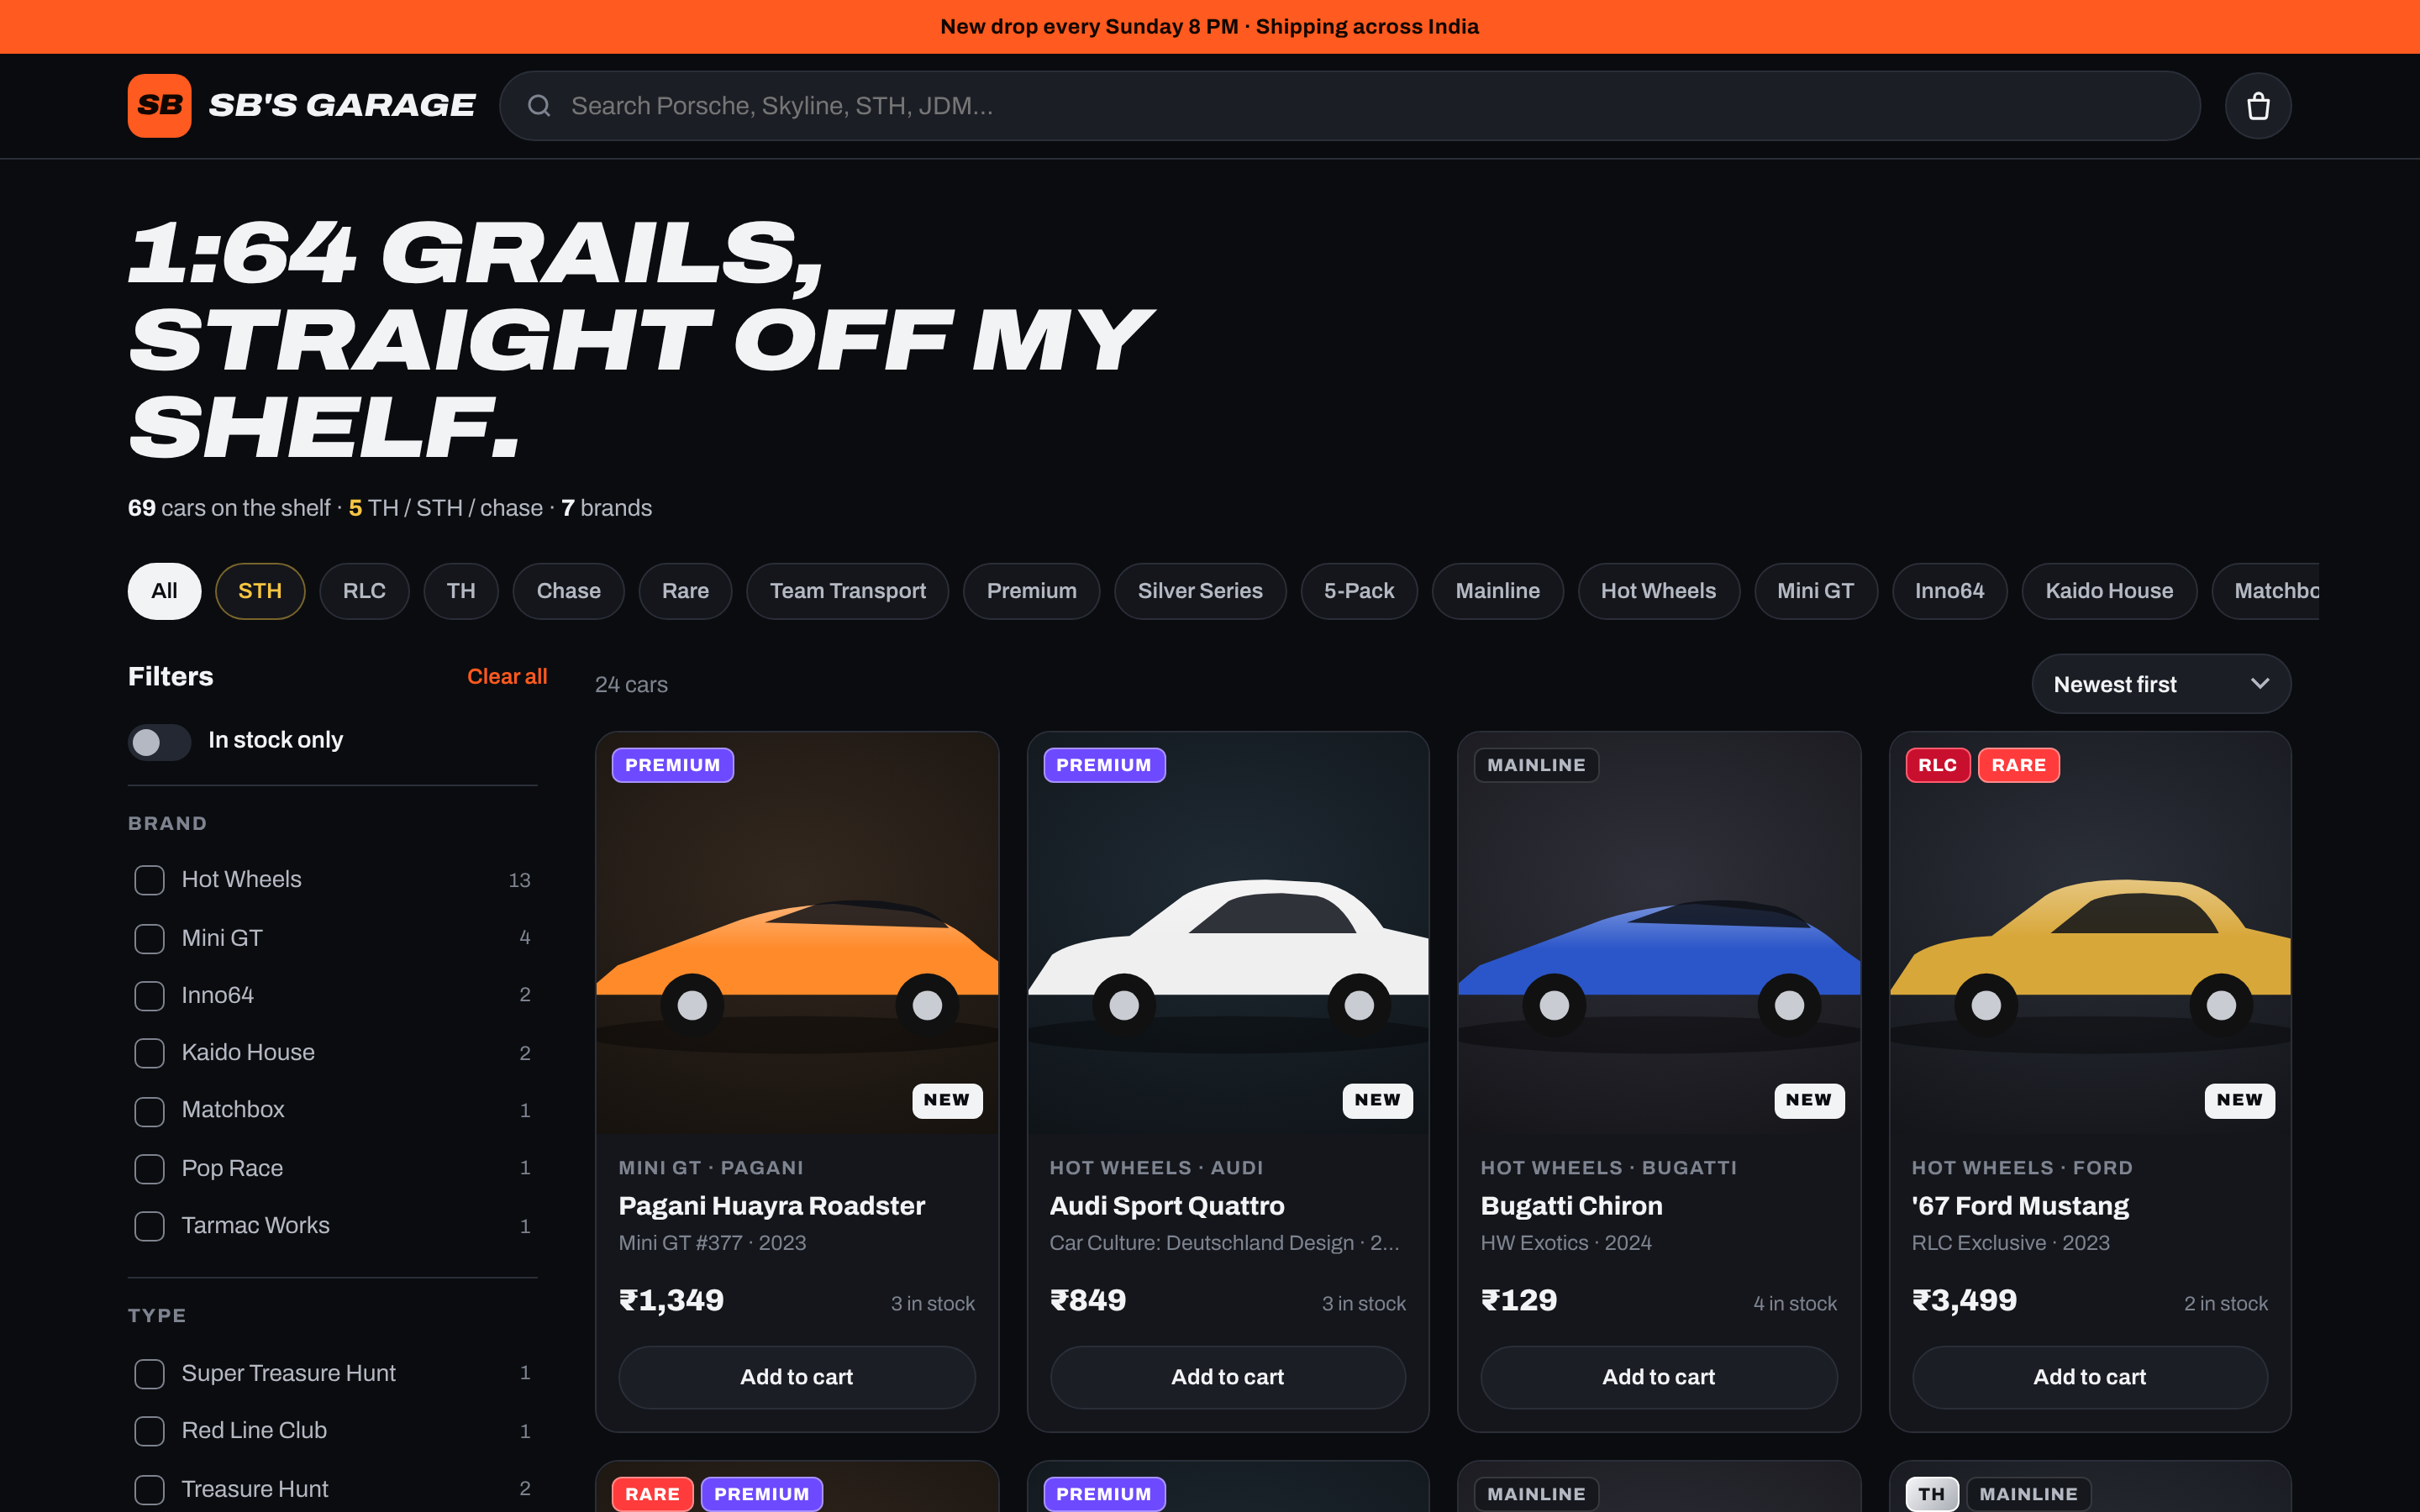 New drop every Sunday 8 PM · Shipping across India
SB SB'S GARAGE Search Porsche, Skyline, STH, JDM...
1:64 GRAILS,
STRAIGHT OFF MY
SHELF.
69 cars on the shelf · 5 TH / STH / chase · 7 brands
All STH RLC TH Chase Rare Team Transport Premium Silver Series 5-Pack Mainline Hot Wheels Mini GT Inno64 Kaido House Matchbo
Filters Clear all
In stock only
BRAND
Hot Wheels 13
Mini GT 4
Inno64 2
Kaido House 2
Matchbox 1
Pop Race 1
Tarmac Works 1
TYPE
Super Treasure Hunt 1
Red Line Club 1
Treasure Hunt 2
24 cars Newest first
PREMIUM
NEW
MINI GT · PAGANI
Pagani Huayra Roadster
Mini GT #377 · 2023
₹1,349 3 in stock
Add to cart
PREMIUM
NEW
HOT WHEELS · AUDI
Audi Sport Quattro
Car Culture: Deutschland Design · 2...
₹849 3 in stock
Add to cart
MAINLINE
NEW
HOT WHEELS · BUGATTI
Bugatti Chiron
HW Exotics · 2024
₹129 4 in stock
Add to cart
RLC RARE
NEW
HOT WHEELS · FORD
'67 Ford Mustang
RLC Exclusive · 2023
₹3,499 2 in stock
Add to cart
RARE PREMIUM
PREMIUM
MAINLINE
TH MAINLINE